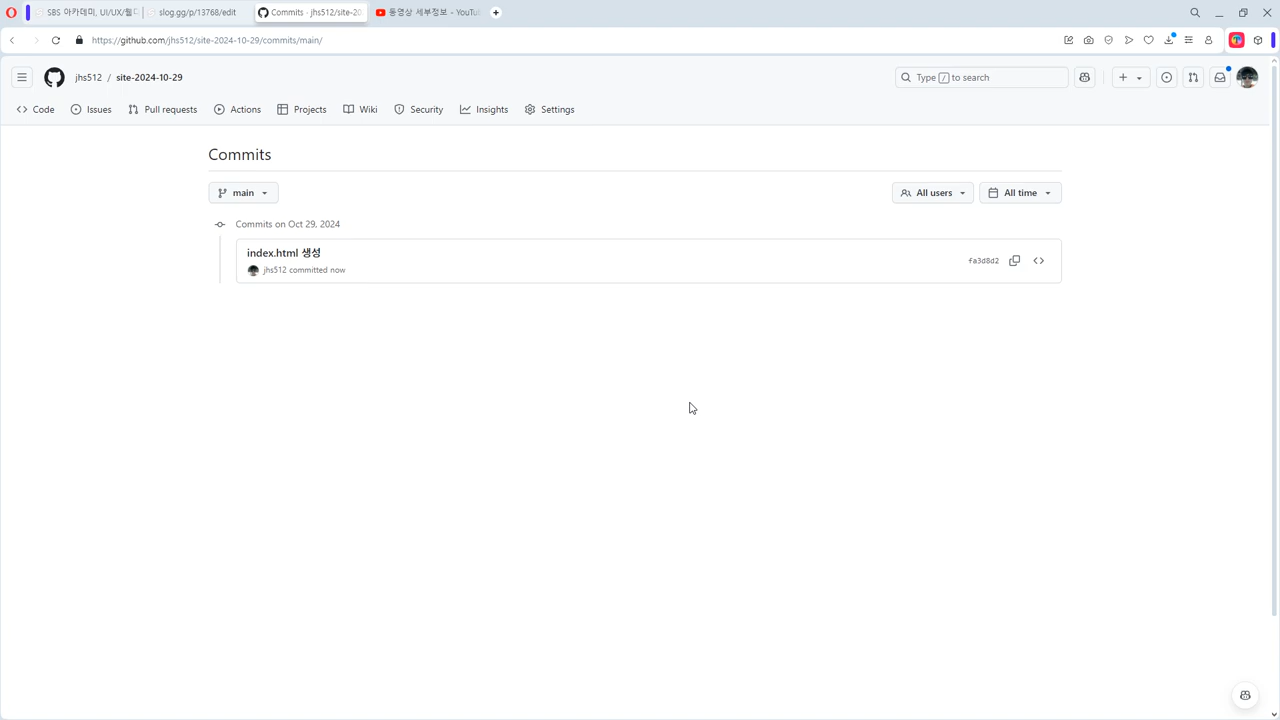 SBS 아카데미, UI/UX/웹디
slog.gg/p/13768/edit
Commits · jhs512/site-20
동영상 세부정보 - YouTu
https://github.com/jhs512/site-2024-10-29/commits/main/
jhs512 / site-2024-10-29
Type / to search
Code
Issues
Pull requests
Actions
Projects
Wiki
Security
Insights
Settings
Commits
main
All users
All time
Commits on Oct 29, 2024
index.html 생성
jhs512 committed now
fa3d8d2